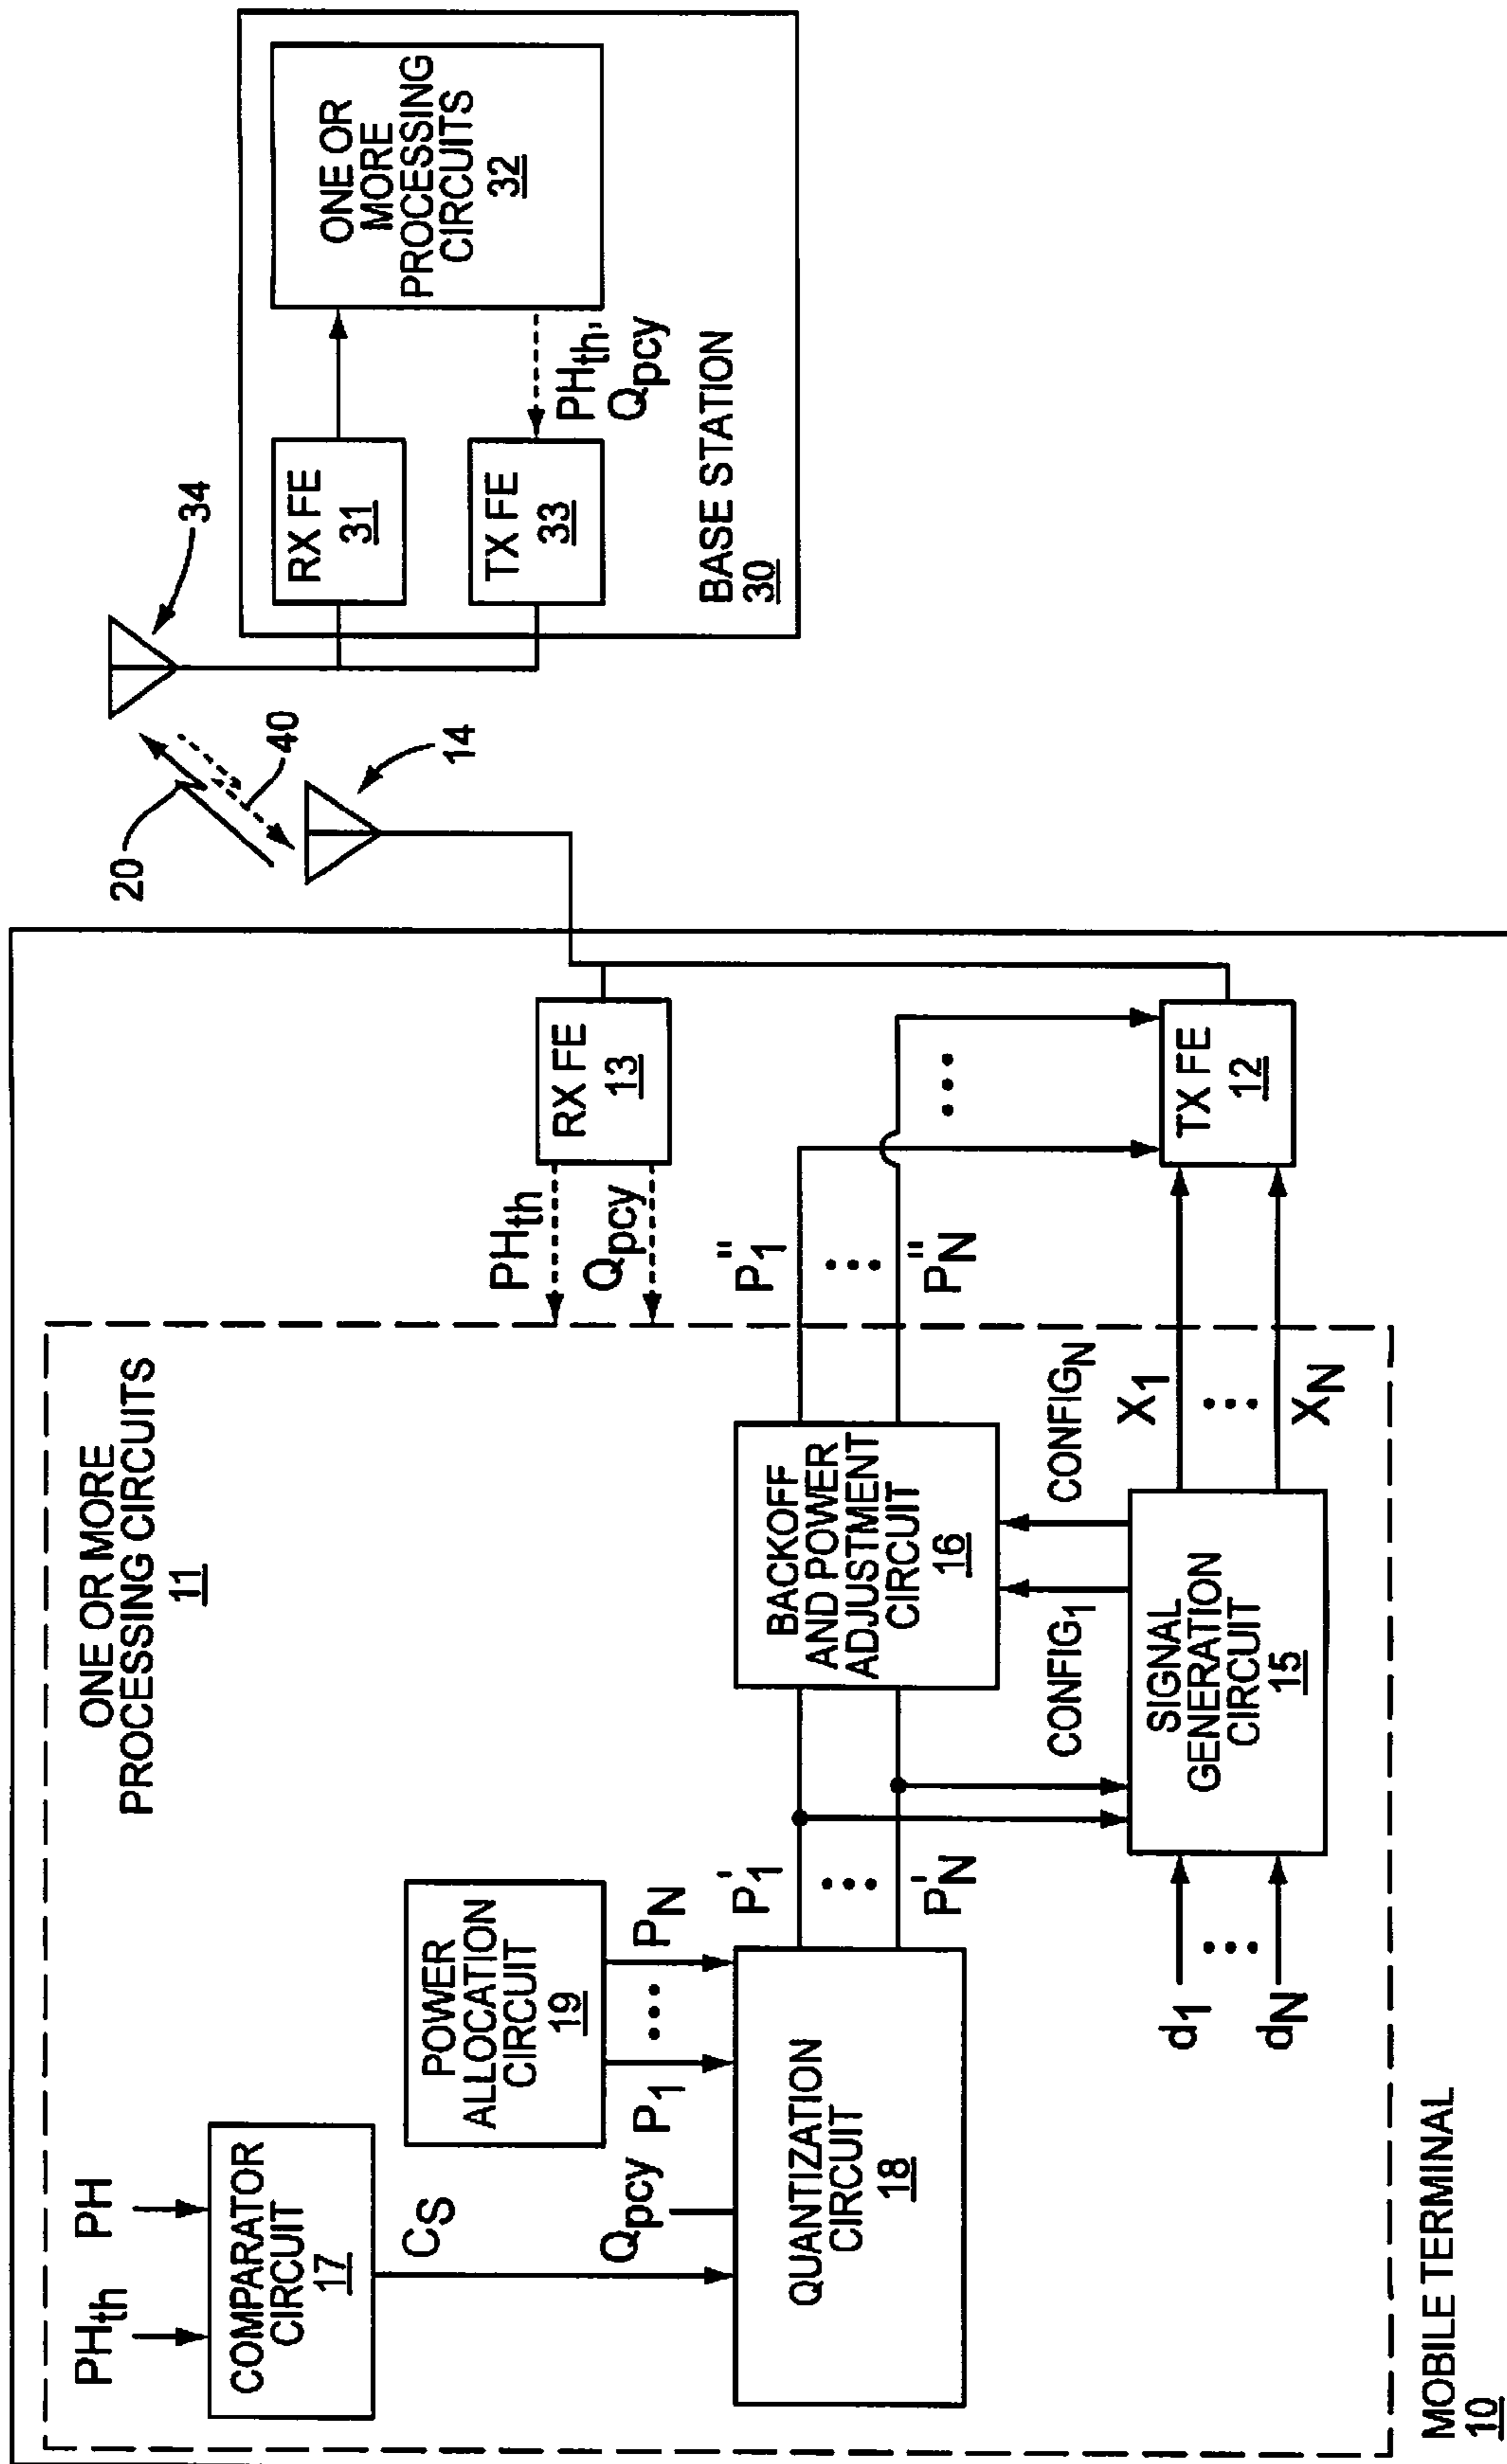 ONE OR MORE
PROCESSING CIRCUITS
11
PHth
PH
COMPARATOR
CIRCUIT
17
CS
POWER
ALLOCATION
CIRCUIT
19
Qpcy
P1
• • •
PN
QUANTIZATION
CIRCUIT
18
P'1
• • •
P'N
BACKOFF
AND POWER
ADJUSTMENT
CIRCUIT
16
CONFIG1
CONFIGN
d1
• • •
dN
SIGNAL
GENERATION
CIRCUIT
15
X1
• • •
XN
P"1
• • •
P"N
PHth
Qpcy
RX FE
13
• • •
TX FE
12
MOBILE TERMINAL
10
20
40
14
34
RX FE
31
TX FE
33
ONE OR
MORE
PROCESSING
CIRCUITS
32
PHth,
Qpcy
BASE STATION
30